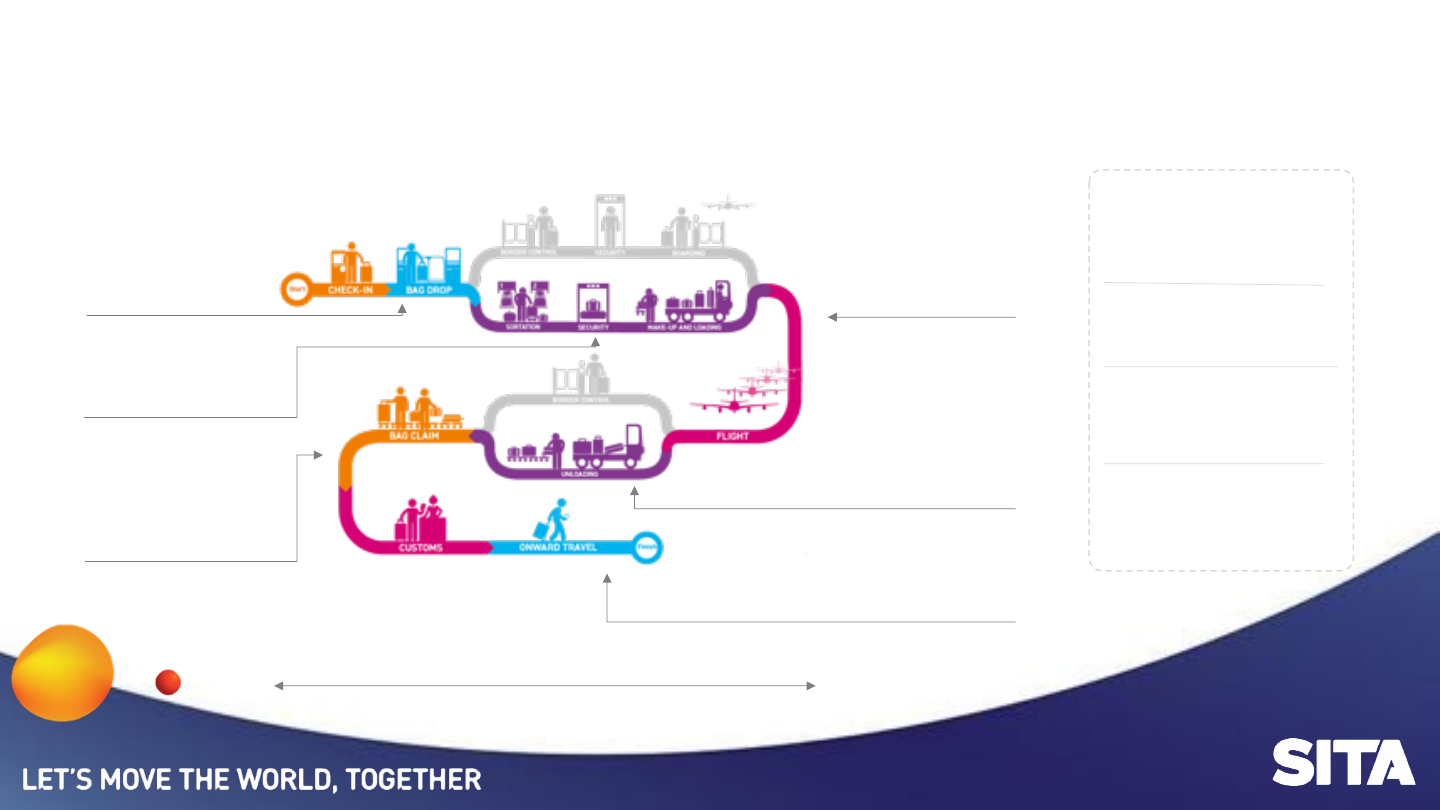 BORDER CONTROL
SECURITY
BOARDING
Start
CHECK-IN
BAG DROP
SORTATION
SECURITY
MAKE-UP AND LOADING
BORDER CONTROL
BAG CLAIM
FLIGHT
UNLOADING
CUSTOMS
ONWARD TRAVEL
Finish
LET'S MOVE THE WORLD, TOGETHER
SITA